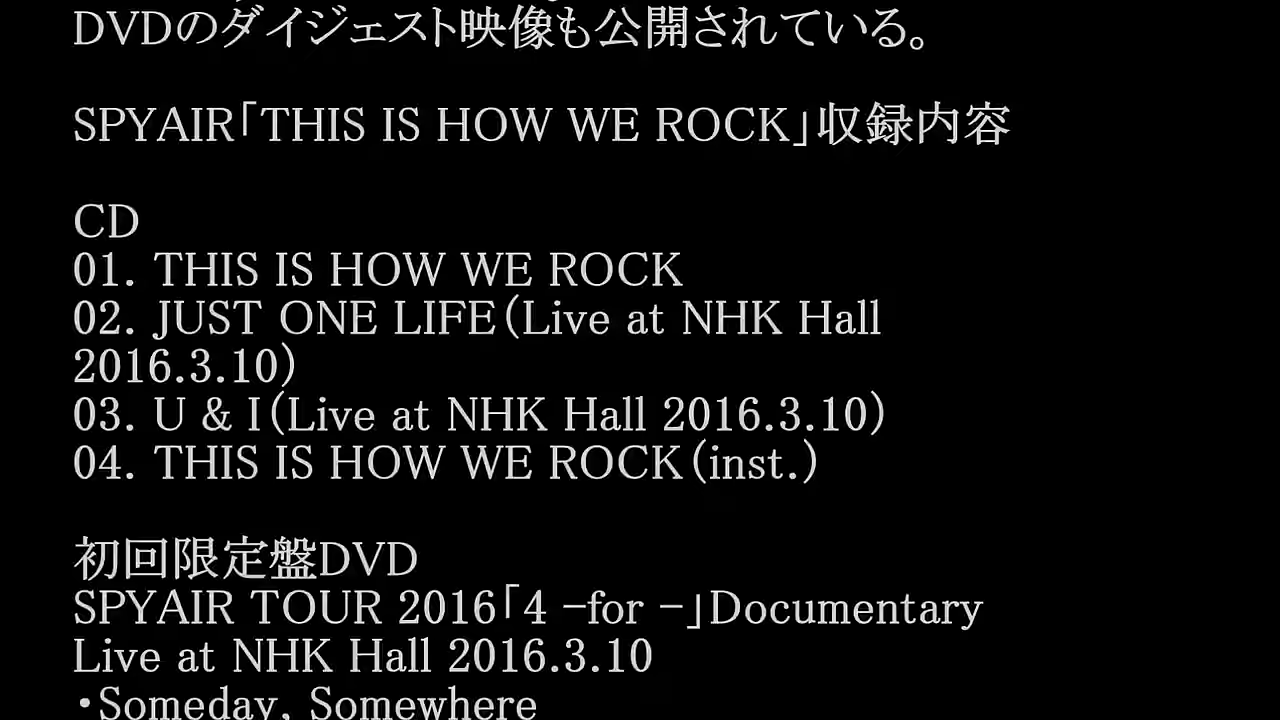 DVDのダイジェスト映像も公開されている。
SPYAIR「THIS IS HOW WE ROCK」収録内容
CD
01. THIS IS HOW WE ROCK
02. JUST ONE LIFE(Live at NHK Hall
2016.3.10)
03. U & I(Live at NHK Hall 2016.3.10)
04. THIS IS HOW WE ROCK(inst.)
初回限定盤DVD
SPYAIR TOUR 2016「4 −for −」Documentary
Live at NHK Hall 2016.3.10
・Someday, Somewhere